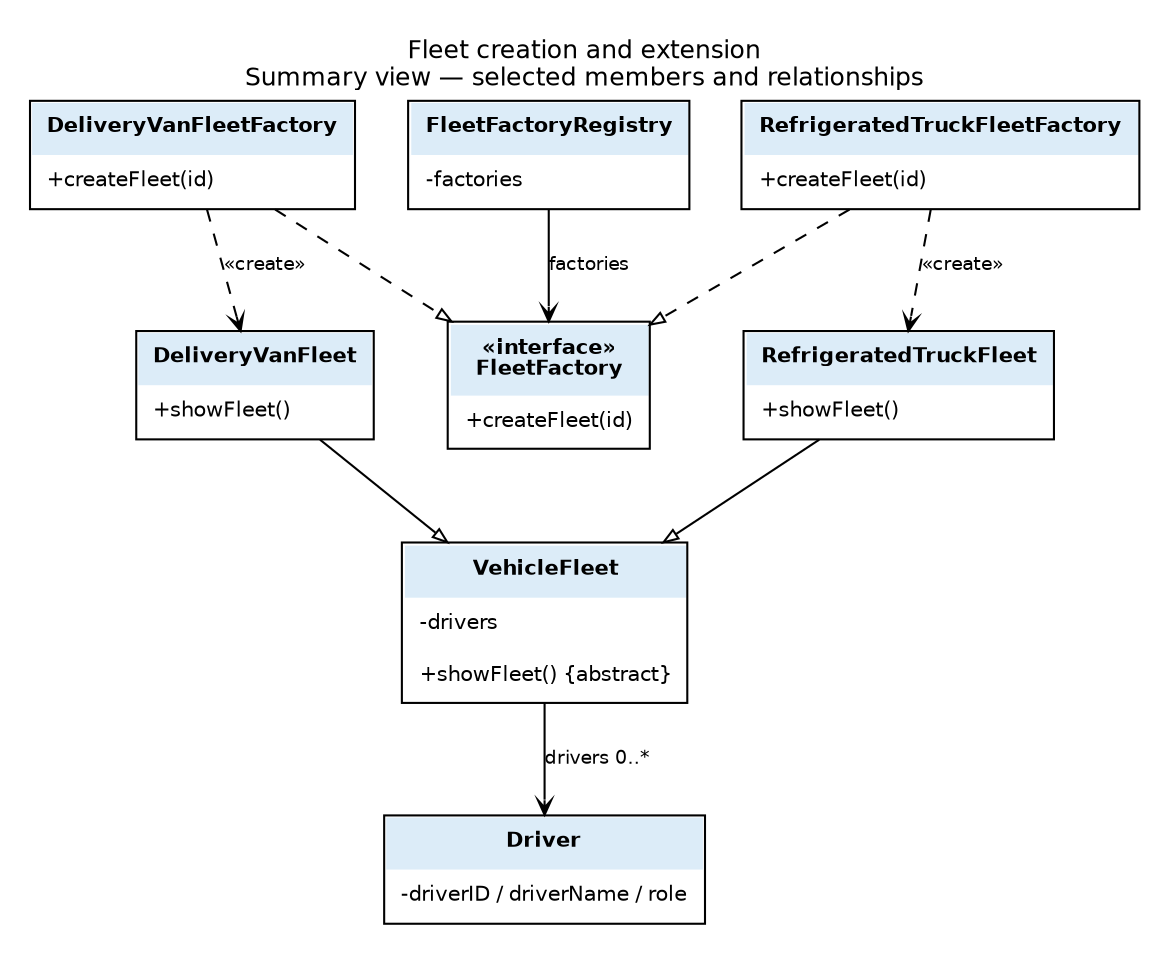 Fleet creation and extension
Summary view — selected members and relationships
DeliveryVanFleetFactory
+createFleet(id)
FleetFactoryRegistry
-factories
RefrigeratedTruckFleetFactory
+createFleet(id)
«create»
factories
«create»
DeliveryVanFleet
+showFleet()
«interface»
FleetFactory
+createFleet(id)
RefrigeratedTruckFleet
+showFleet()
VehicleFleet
-drivers
+showFleet() {abstract}
drivers 0..*
Driver
-driverID / driverName / role